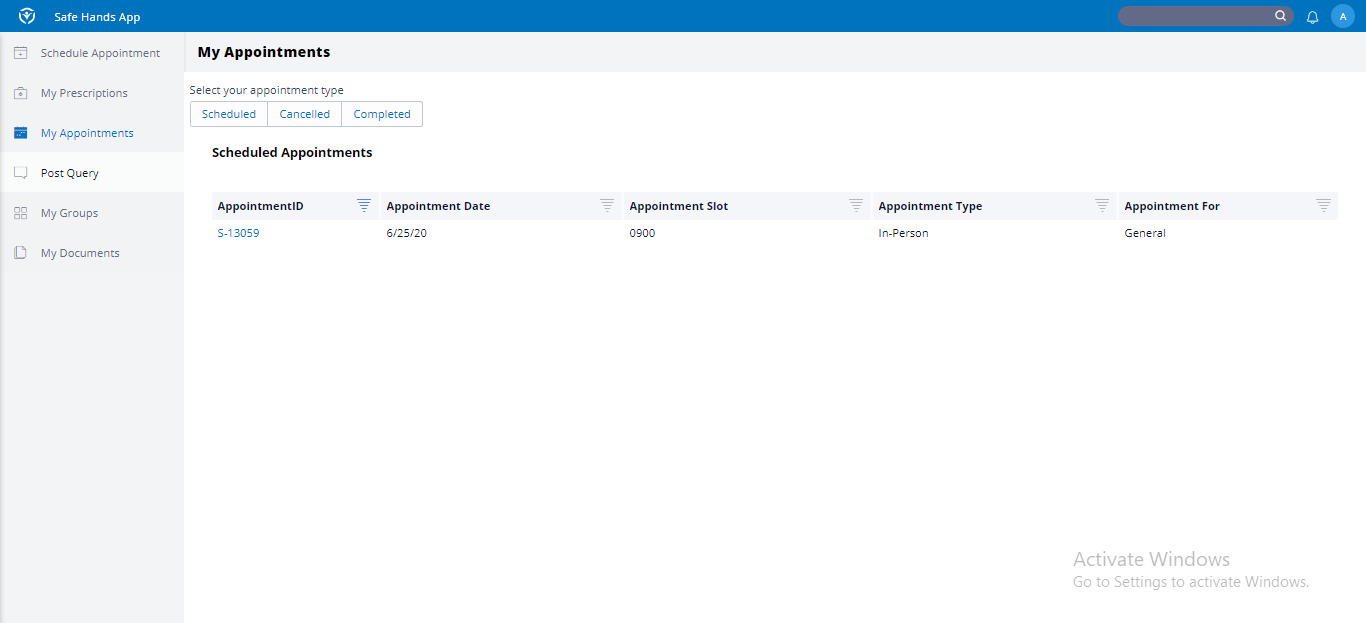 Safe Hands App
A
Schedule Appointment
My Prescriptions
My Appointments
Post Query
My Groups
My Documents
My Appointments
Select your appointment type
Scheduled Cancelled Completed
Scheduled Appointments
AppointmentID Appointment Date Appointment Slot Appointment Type Appointment For
S-13059 6/25/20 0900 In-Person General
Activate Windows
Go to Settings to activate Windows.